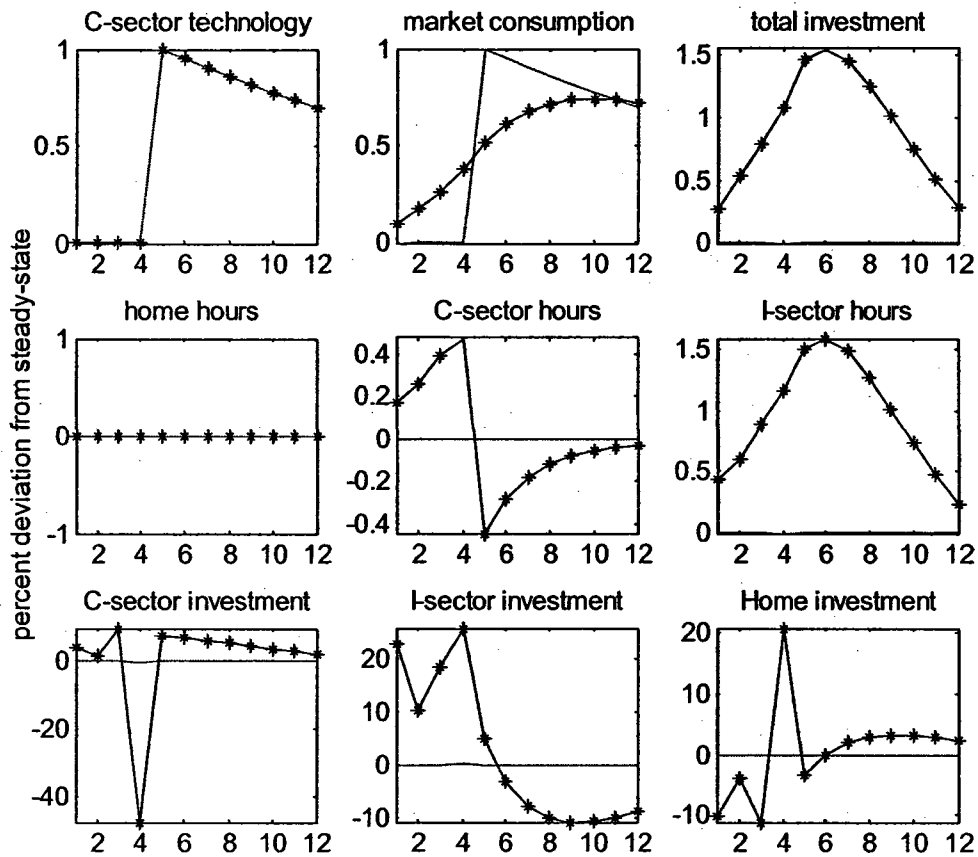 C-sector technology
market consumption
total investment
1
0.5
0
2 4 6 8 10 12
1
0.5
0
2 4 6 8 10 12
1.5
1
0.5
0
2 4 6 8 10 12
percent deviation from steady-state
home hours
C-sector hours
I-sector hours
1
0
-1
2 4 6 8 10 12
0.4
0.2
0
-0.2
-0.4
2 4 6 8 10 12
1.5
1
0.5
0
2 4 6 8 10 12
C-sector investment
I-sector investment
Home investment
0
-20
-40
2 4 6 8 10 12
20
10
0
-10
2 4 6 8 10 12
20
10
0
-10
2 4 6 8 10 12